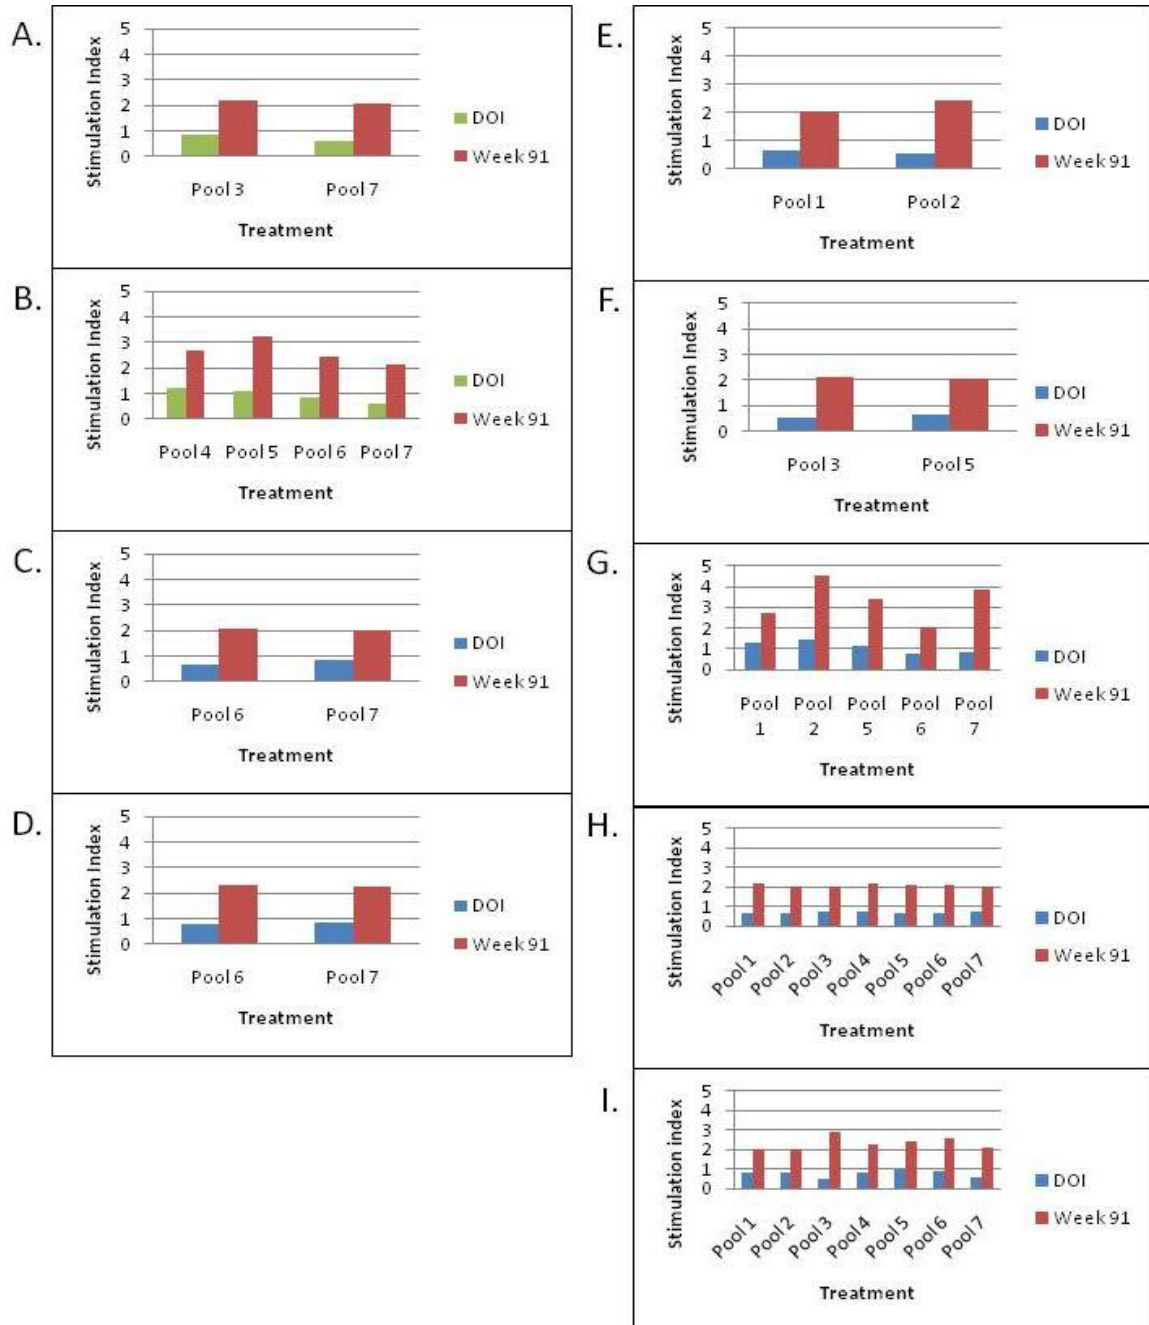 A.
Stimulation Index
5
4
3
2
1
0
Pool 3 Pool 7
Treatment
DOI
Week 91
B.
Stimulation Index
5
4
3
2
1
0
Pool 4 Pool 5 Pool 6 Pool 7
Treatment
DOI
Week 91
C.
Stimulation Index
5
4
3
2
1
0
Pool 6 Pool 7
Treatment
DOI
Week 91
D.
Stimulation Index
5
4
3
2
1
0
Pool 6 Pool 7
Treatment
DOI
Week 91
E.
Stimulation Index
5
4
3
2
1
0
Pool 1 Pool 2
Treatment
DOI
Week 91
F.
Stimulation Index
5
4
3
2
1
0
Pool 3 Pool 5
Treatment
DOI
Week 91
G.
Stimulation Index
5
4
3
2
1
0
Pool Pool Pool Pool Pool
1 2 5 6 7
Treatment
DOI
Week 91
H.
Stimulation Index
5
4
3
2
1
0
Pool 1 Pool 2 Pool 3 Pool 4 Pool 5 Pool 6 Pool 7
Treatment
DOI
Week 91
I.
Stimulation index
5
4
3
2
1
0
Pool 1 Pool 2 Pool 3 Pool 4 Pool 5 Pool 6 Pool 7
Treatment
DOI
Week 91